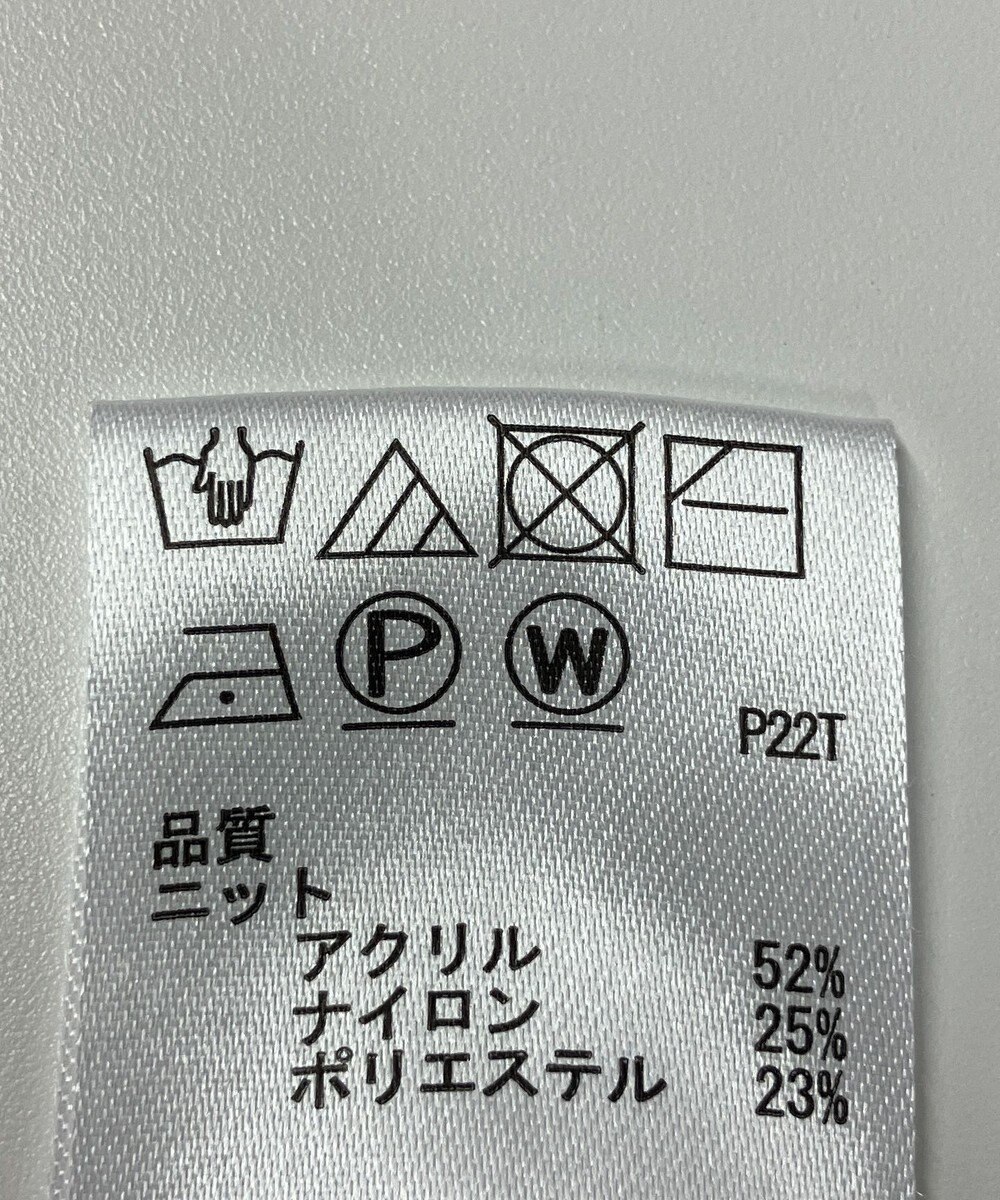 P W
P22T
品質
ニット
アクリル 52%
ナイロン 25%
ポリエステル 23%